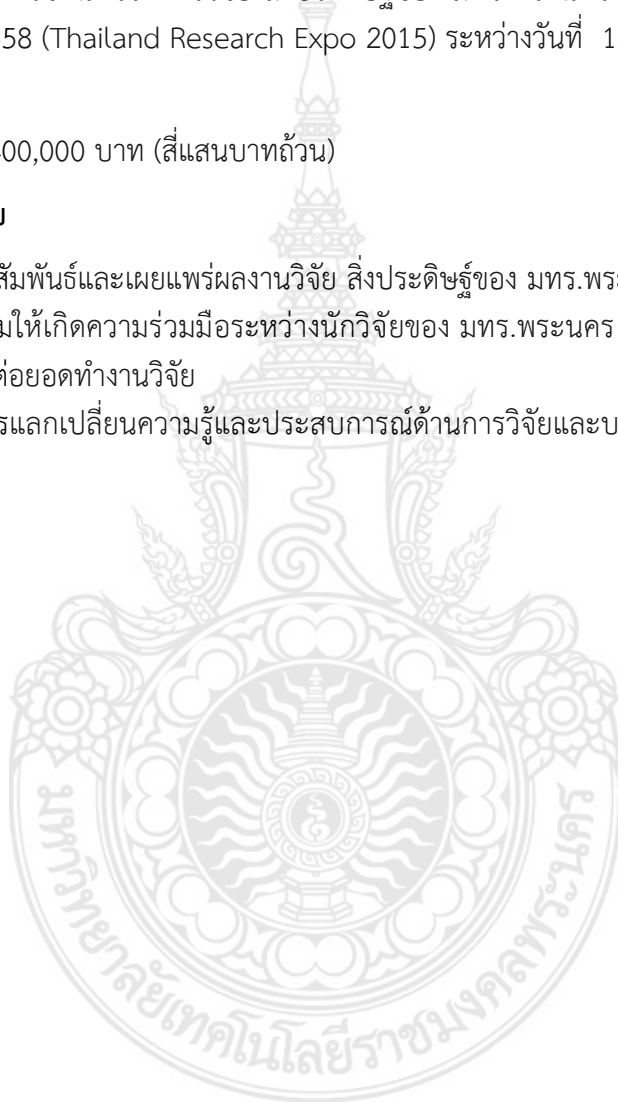 58 (Thailand Research Expo 2015) ระหว่างวันที่ 1
00,000 บาท (สี่แสนบาทถ้วน)
สัมพันธ์และเผยแพร่ผลงานวิจัย สิ่งประดิษฐ์ของ มทร.พระ
มให้เกิดความร่วมมือระหว่างนักวิจัยของ มทร.พระนคร
ต่อยอดทำงานวิจัย
รแลกเปลี่ยนความรู้และประสบการณ์ด้านการวิจัยและบ
มหาวิทยาลัยเทคโนโลยีราชมงคลพระนคร